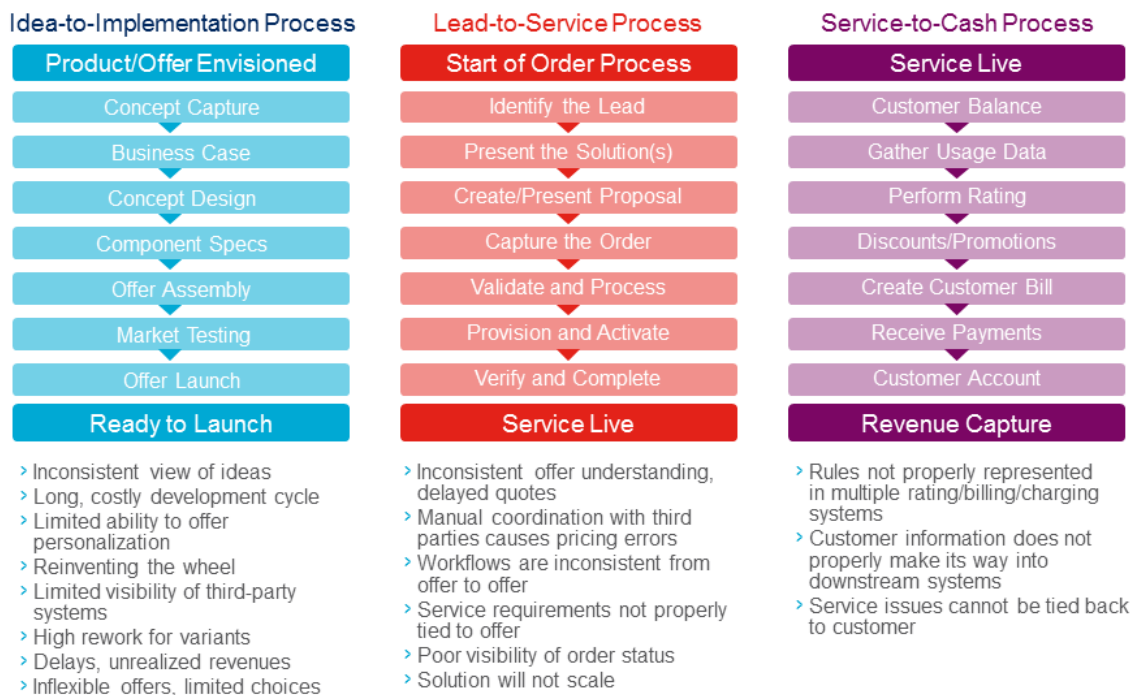 Idea-to-Implementation Process
Product/Offer Envisioned
Concept Capture
Business Case
Concept Design
Component Specs
Offer Assembly
Market Testing
Offer Launch
Ready to Launch
› Inconsistent view of ideas
› Long, costly development cycle
› Limited ability to offer
personalization
› Reinventing the wheel
› Limited visibility of third-party
systems
› High rework for variants
› Delays, unrealized revenues
› Inflexible offers, limited choices
Lead-to-Service Process
Start of Order Process
Identify the Lead
Present the Solution(s)
Create/Present Proposal
Capture the Order
Validate and Process
Provision and Activate
Verify and Complete
Service Live
› Inconsistent offer understanding,
delayed quotes
› Manual coordination with third
parties causes pricing errors
› Workflows are inconsistent from
offer to offer
› Service requirements not properly
tied to offer
› Poor visibility of order status
› Solution will not scale
Service-to-Cash Process
Service Live
Customer Balance
Gather Usage Data
Perform Rating
Discounts/Promotions
Create Customer Bill
Receive Payments
Customer Account
Revenue Capture
› Rules not properly represented
in multiple rating/billing/charging
systems
› Customer information does not
properly make its way into
downstream systems
› Service issues cannot be tied back
to customer